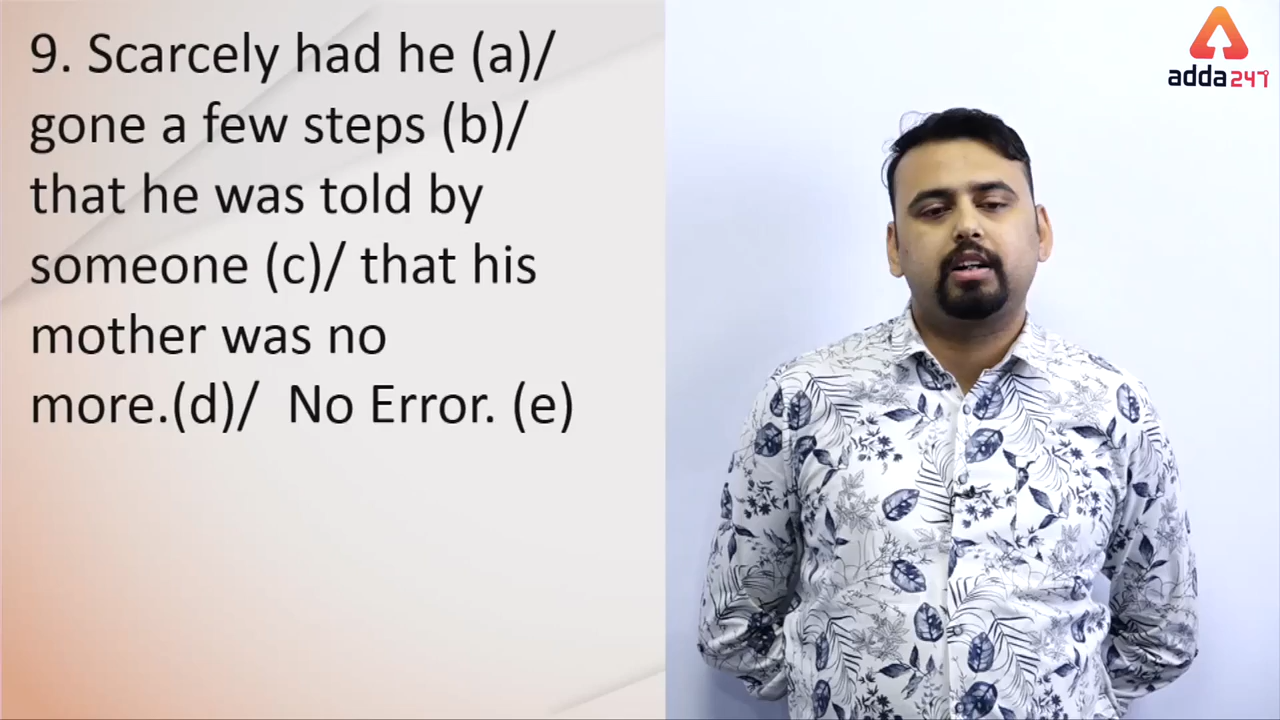 9. Scarcely had he (a)/
gone a few steps (b)/
that he was told by
someone (c)/ that his
mother was no
more.(d)/ No Error. (e)
adda247